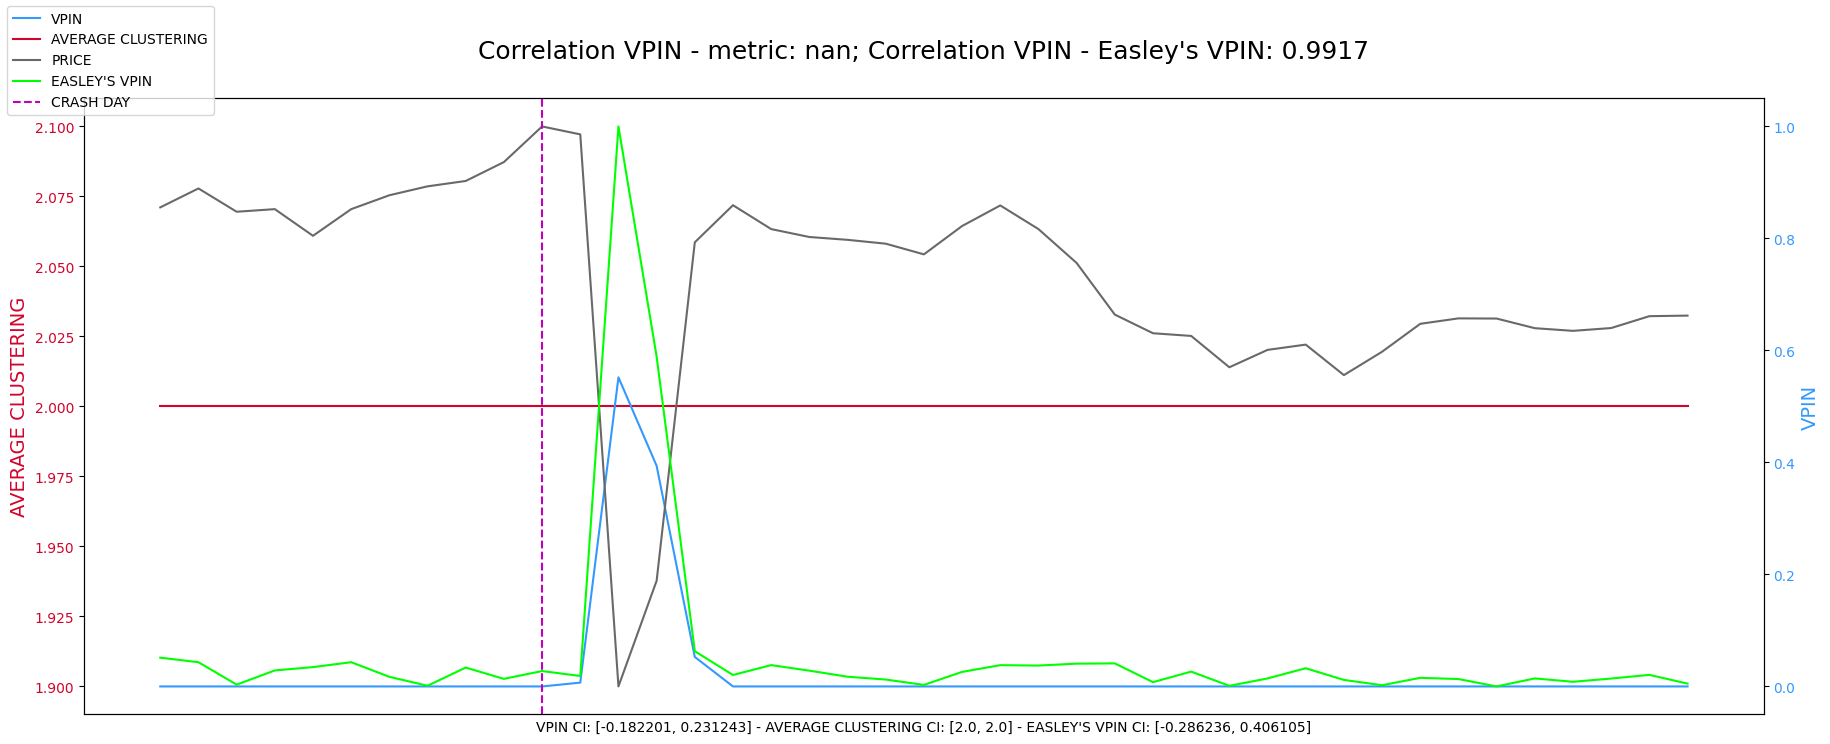 VPIN
AVERAGE CLUSTERING
PRICE
EASLEY'S VPIN
CRASH DAY
Correlation VPIN - metric: nan; Correlation VPIN - Easley's VPIN: 0.9917
AVERAGE CLUSTERING
2.100
2.075
2.050
2.025
2.000
1.975
1.950
1.925
1.900
1.0
0.8
0.6
0.4
0.2
0.0
VPIN
VPIN CI: [-0.182201, 0.231243] - AVERAGE CLUSTERING CI: [2.0, 2.0] - EASLEY'S VPIN CI: [-0.286236, 0.406105]